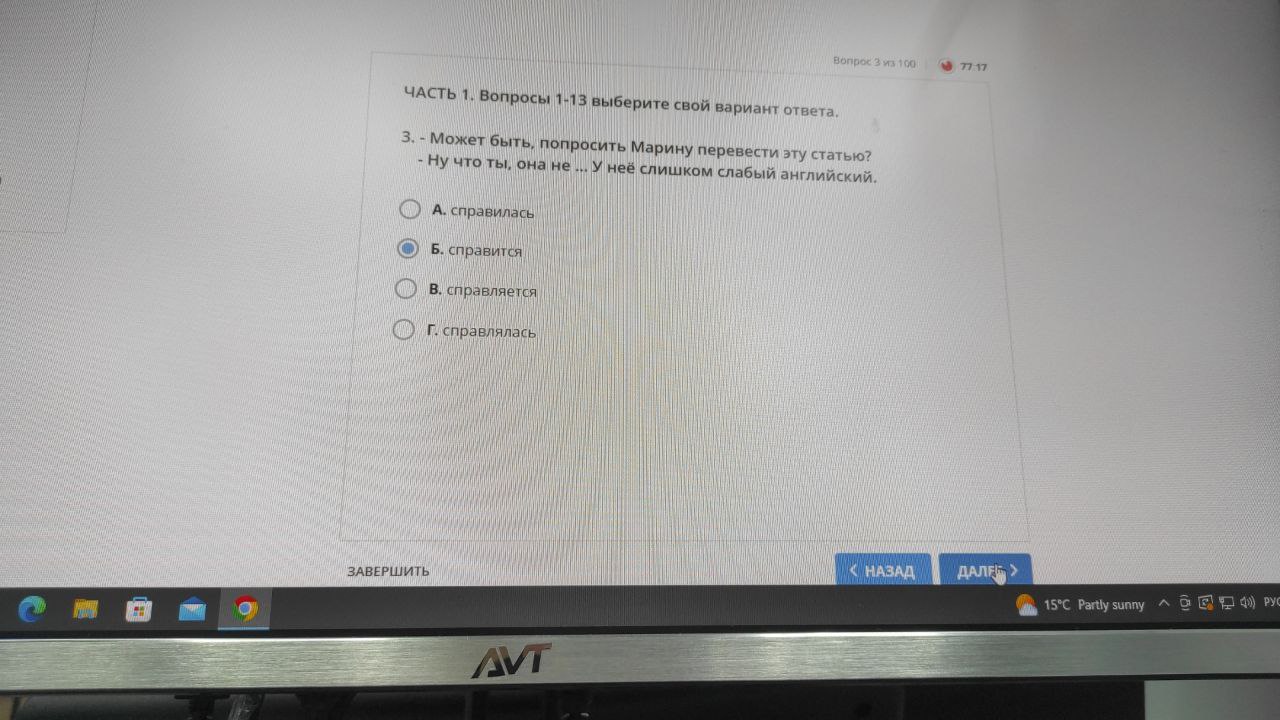 Вопрос 3 из 100 77:17
ЧАСТЬ 1. Вопросы 1-13 выберите свой вариант ответа.
3. - Может быть, попросить Марину перевести эту статью?
- Ну что ты, она не ... У неё слишком слабый английский.
А. справилась
Б. справится
В. справляется
Г. справлялась
ЗАВЕРШИТЬ
НАЗАД
ДАЛЕЕ
15°C Partly sunny
РУС
AVT